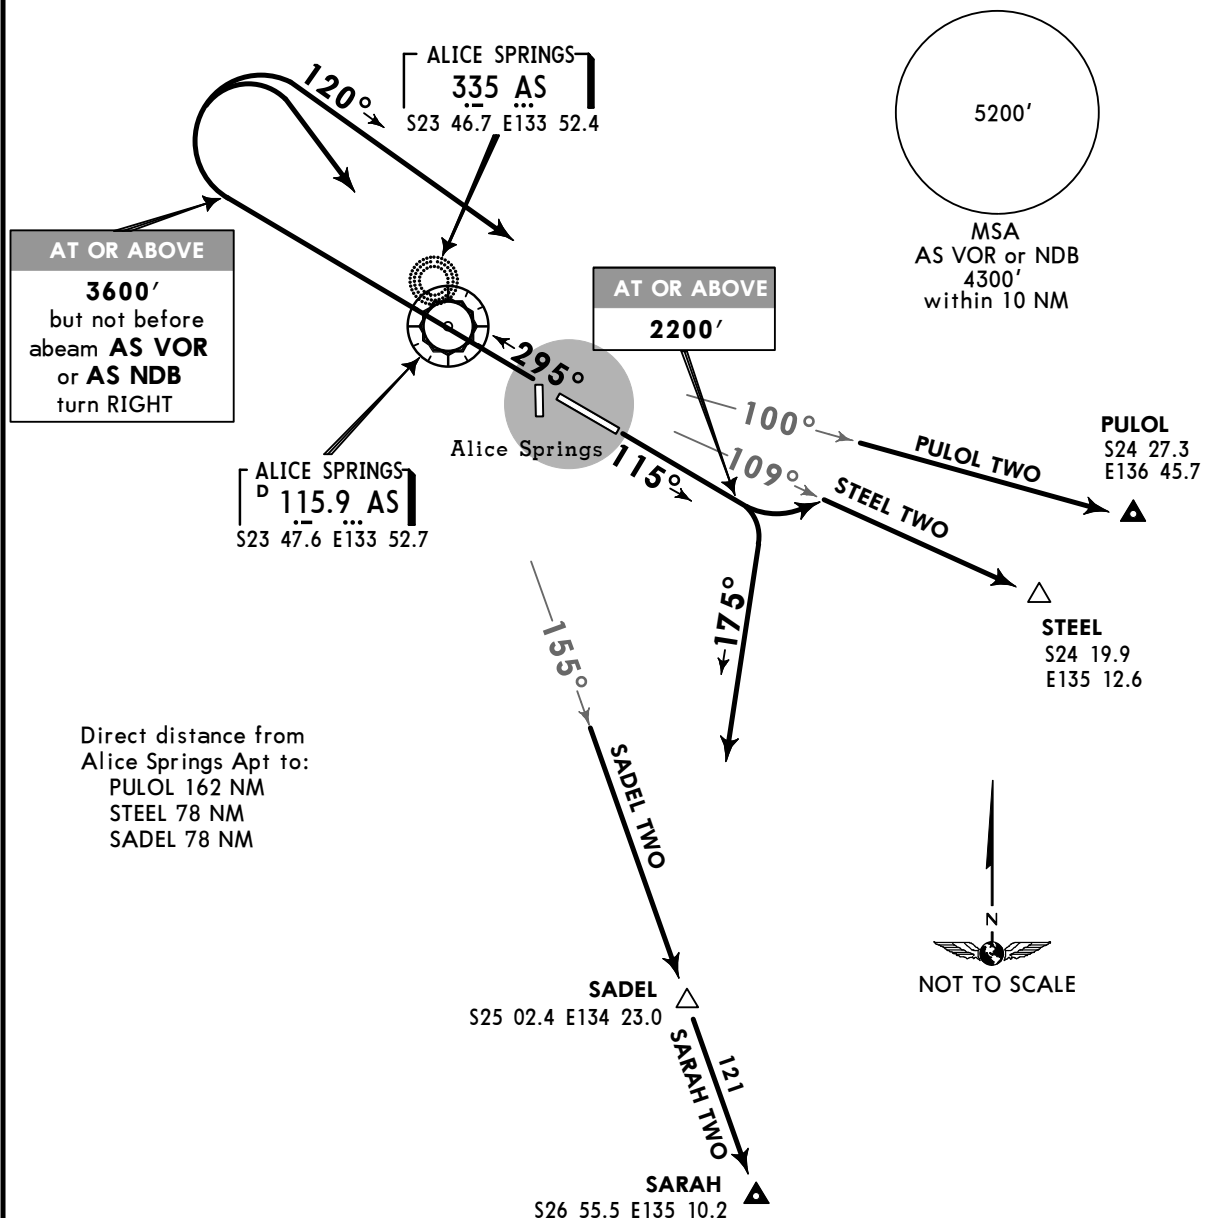 ALICE SPRINGS
335 AS
S23 46.7 E133 52.4
120°
5200'
MSA
AS VOR or NDB
4300'
within 10 NM
AT OR ABOVE
3600'
but not before
abeam AS VOR
or AS NDB
turn RIGHT
AT OR ABOVE
2200'
295°
Alice Springs
115°
100°
109°
PULOL TWO
PULOL
S24 27.3
E136 45.7
STEEL TWO
STEEL
S24 19.9
E135 12.6
ALICE SPRINGS
D 115.9 AS
S23 47.6 E133 52.7
175°
155°
Direct distance from
Alice Springs Apt to:
PULOL 162 NM
STEEL 78 NM
SADEL 78 NM
SADEL TWO
N
NOT TO SCALE
SADEL
S25 02.4 E134 23.0
121
SARAH TWO
SARAH
S26 55.5 E135 10.2